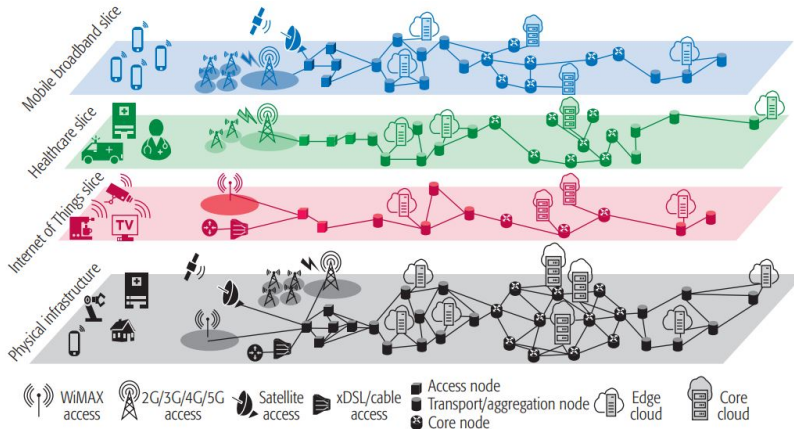 Mobile broadband slice
Healthcare slice
Internet of Things slice
TV
Physical infrastructure
WiMAX
access
2G/3G/4G/5G
access
Satellite
access
xDSL/cable
access
Access node
Transport/aggregation node
Core node
Edge
cloud
Core
cloud